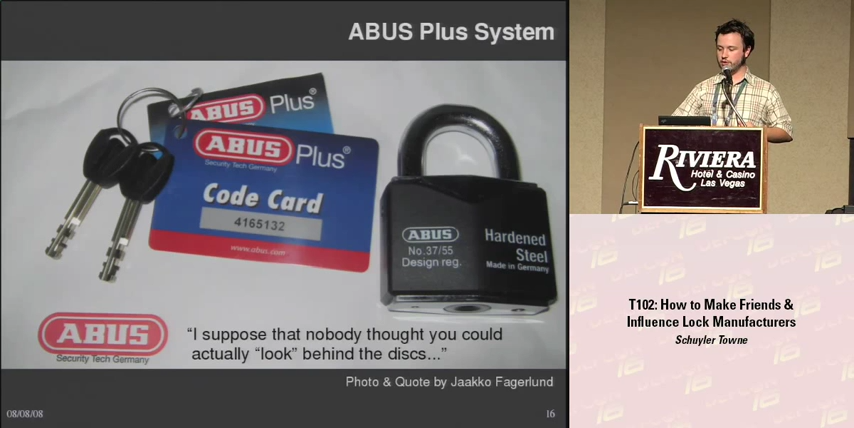 ABUS Plus System
ABUS Plus®
ABUS Plus®
Security Tech Germany
Code Card
4165132
www.abus.com
ABUS
No.37/55
Design reg.
Hardened
Steel
Made in Germany
ABUS
Security Tech Germany
“I suppose that nobody thought you could
actually “look” behind the discs...”
Photo & Quote by Jaakko Fagerlund
08/08/08
16
RIVIERA
Hotel & Casino
Las Vegas
T102: How to Make Friends &
Influence Lock Manufacturers
Schuyler Towne